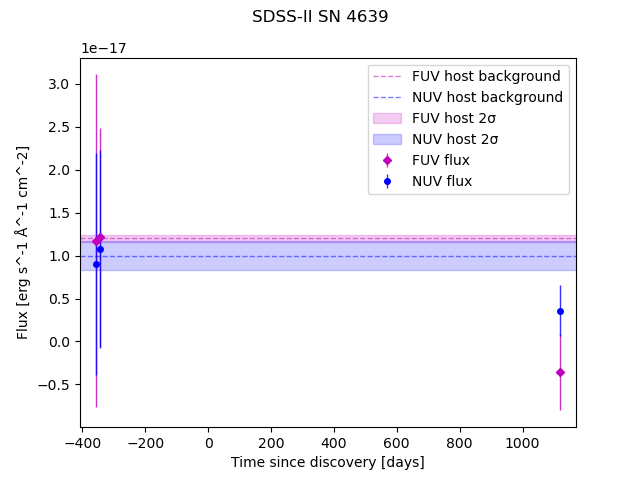 SDSS-II SN 4639
1e−17
FUV host background
NUV host background
FUV host 2σ
NUV host 2σ
FUV flux
NUV flux
3.0
2.5
2.0
1.5
1.0
0.5
0.0
−0.5
Flux [erg s^-1 Å^-1 cm^-2]
−400 −200 0 200 400 600 800 1000
Time since discovery [days]